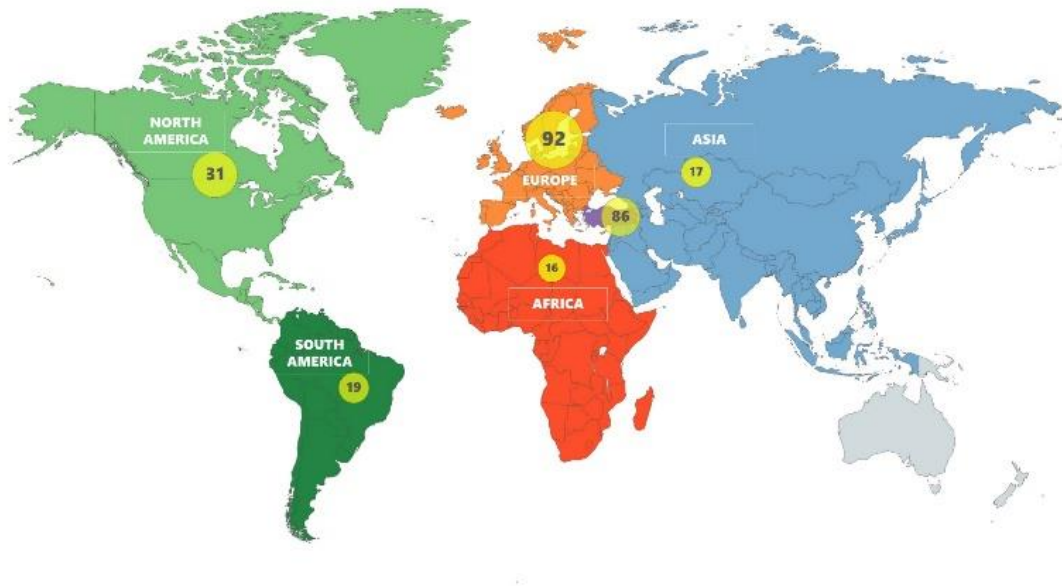 NORTH
AMERICA
31
92
EUROPE
86
ASIA
17
16
AFRICA
SOUTH
AMERICA
19